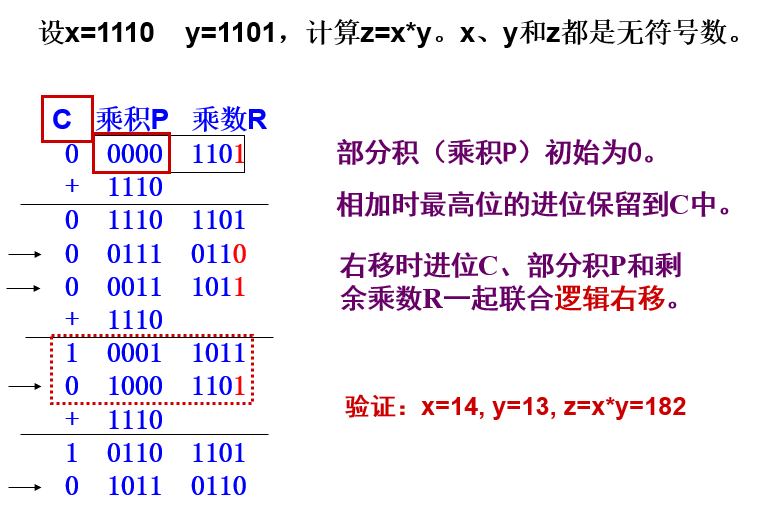 设x=1110 y=1101，计算z=x*y。x、y和z都是无符号数。
C 乘积P 乘数R
0 0000 1101
+ 1110
0 1110 1101
0 0111 0110
0 0011 1011
+ 1110
1 0001 1011
0 1000 1101
+ 1110
1 0110 1101
0 1011 0110
部分积（乘积P）初始为0。
相加时最高位的进位保留到C中。
右移时进位C、部分积P和剩
余乘数R一起联合逻辑右移。
验证：x=14, y=13, z=x*y=182